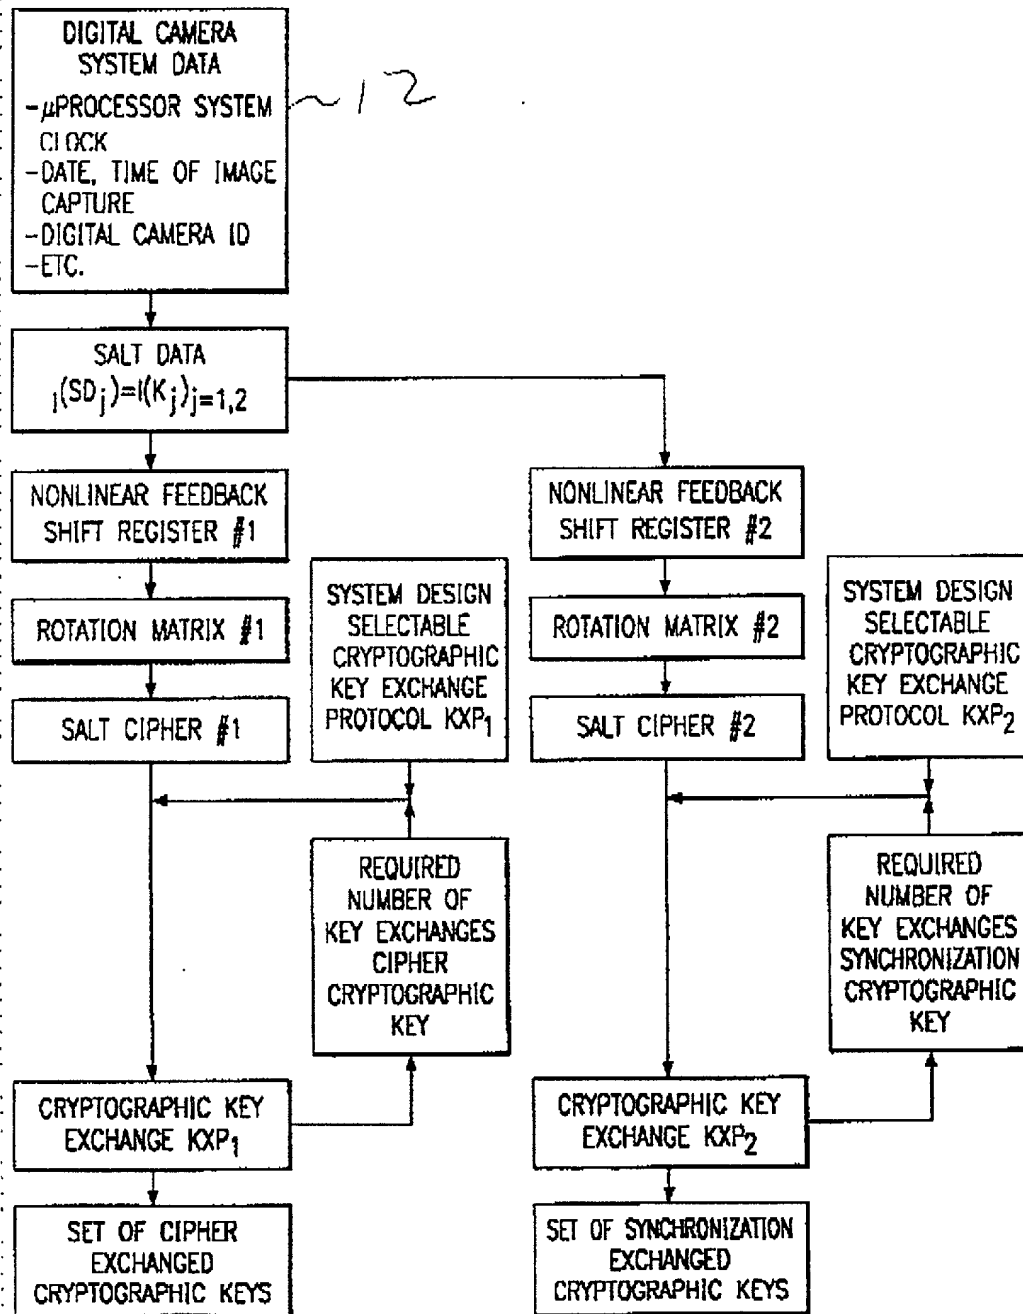 DIGITAL CAMERA
SYSTEM DATA
-μPROCESSOR SYSTEM
CLOCK
-DATE, TIME OF IMAGE
CAPTURE
-DIGITAL CAMERA ID
-ETC.
~12
SALT DATA
l(SDj)=l(Kj)j=1,2
NONLINEAR FEEDBACK
SHIFT REGISTER #1
ROTATION MATRIX #1
SALT CIPHER #1
SYSTEM DESIGN
SELECTABLE
CRYPTOGRAPHIC
KEY EXCHANGE
PROTOCOL KXP1
REQUIRED
NUMBER OF
KEY EXCHANGES
CIPHER
CRYPTOGRAPHIC
KEY
CRYPTOGRAPHIC KEY
EXCHANGE KXP1
SET OF CIPHER
EXCHANGED
CRYPTOGRAPHIC KEYS
NONLINEAR FEEDBACK
SHIFT REGISTER #2
ROTATION MATRIX #2
SALT CIPHER #2
SYSTEM DESIGN
SELECTABLE
CRYPTOGRAPHIC
KEY EXCHANGE
PROTOCOL KXP2
REQUIRED
NUMBER OF
KEY EXCHANGES
SYNCHRONIZATION
CRYPTOGRAPHIC
KEY
CRYPTOGRAPHIC KEY
EXCHANGE KXP2
SET OF SYNCHRONIZATION
EXCHANGED
CRYPTOGRAPHIC KEYS